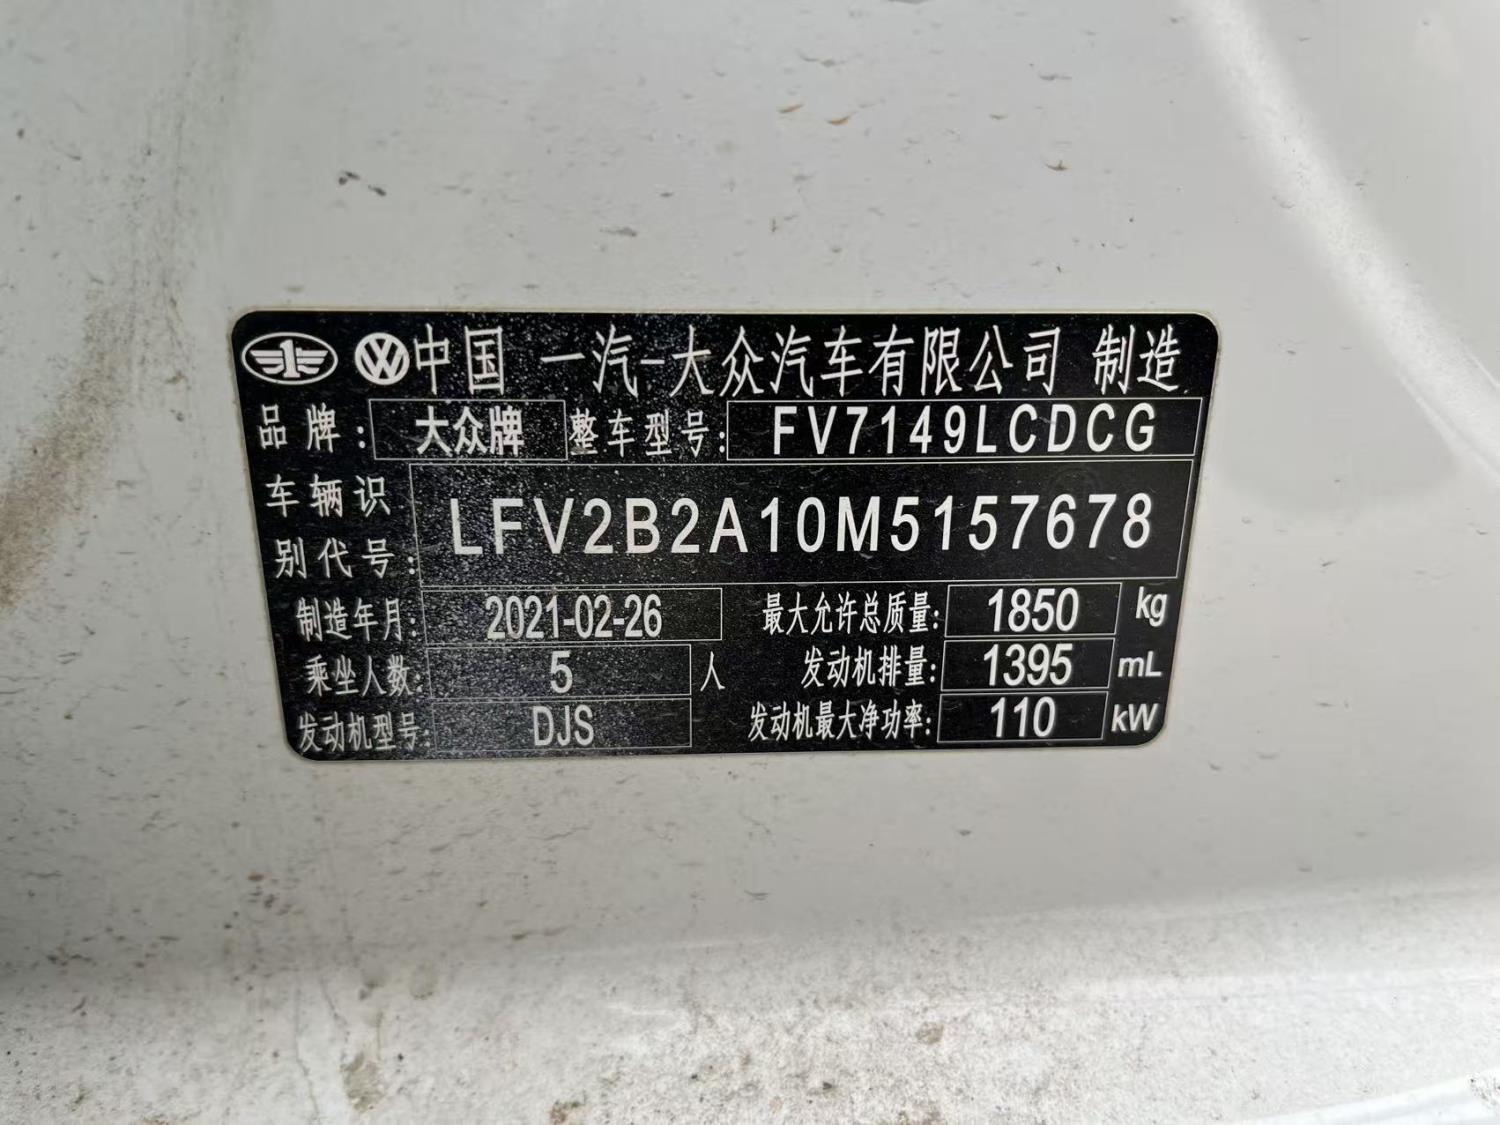 中国 一汽-大众汽车有限公司 制造
品牌: 大众牌 整车型号: FV7149LCDCG
车辆识别代号: LFV2B2A10M5157678
制造年月: 2021-02-26 最大允许总质量: 1850 kg
乘坐人数: 5 人 发动机排量: 1395 mL
发动机型号: DJS 发动机最大净功率: 110 kW